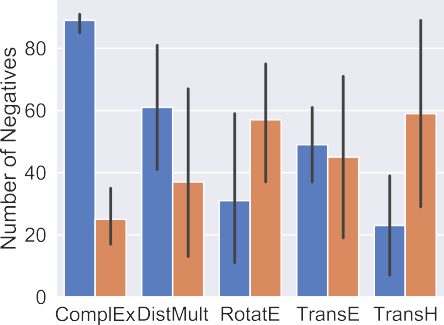 Number of Negatives
80
60
40
20
0
ComplEx DistMult RotatE TransE TransH